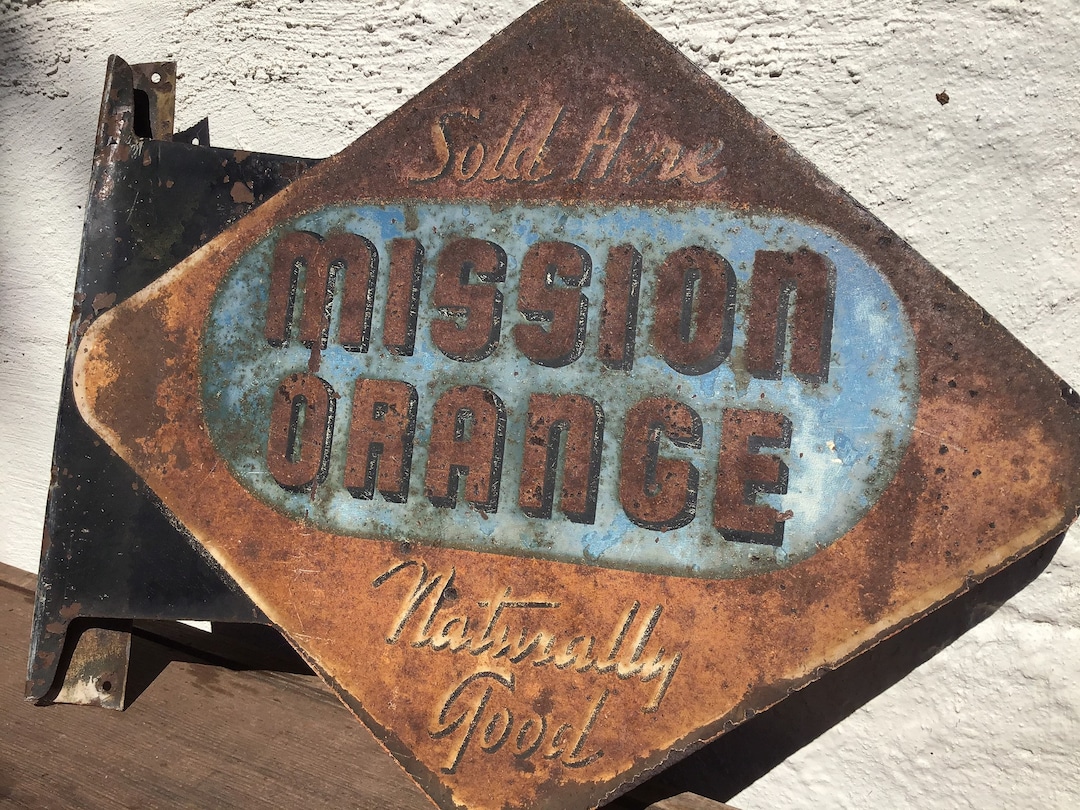 Sold Here
MISSION
ORANGE
Naturally
Good